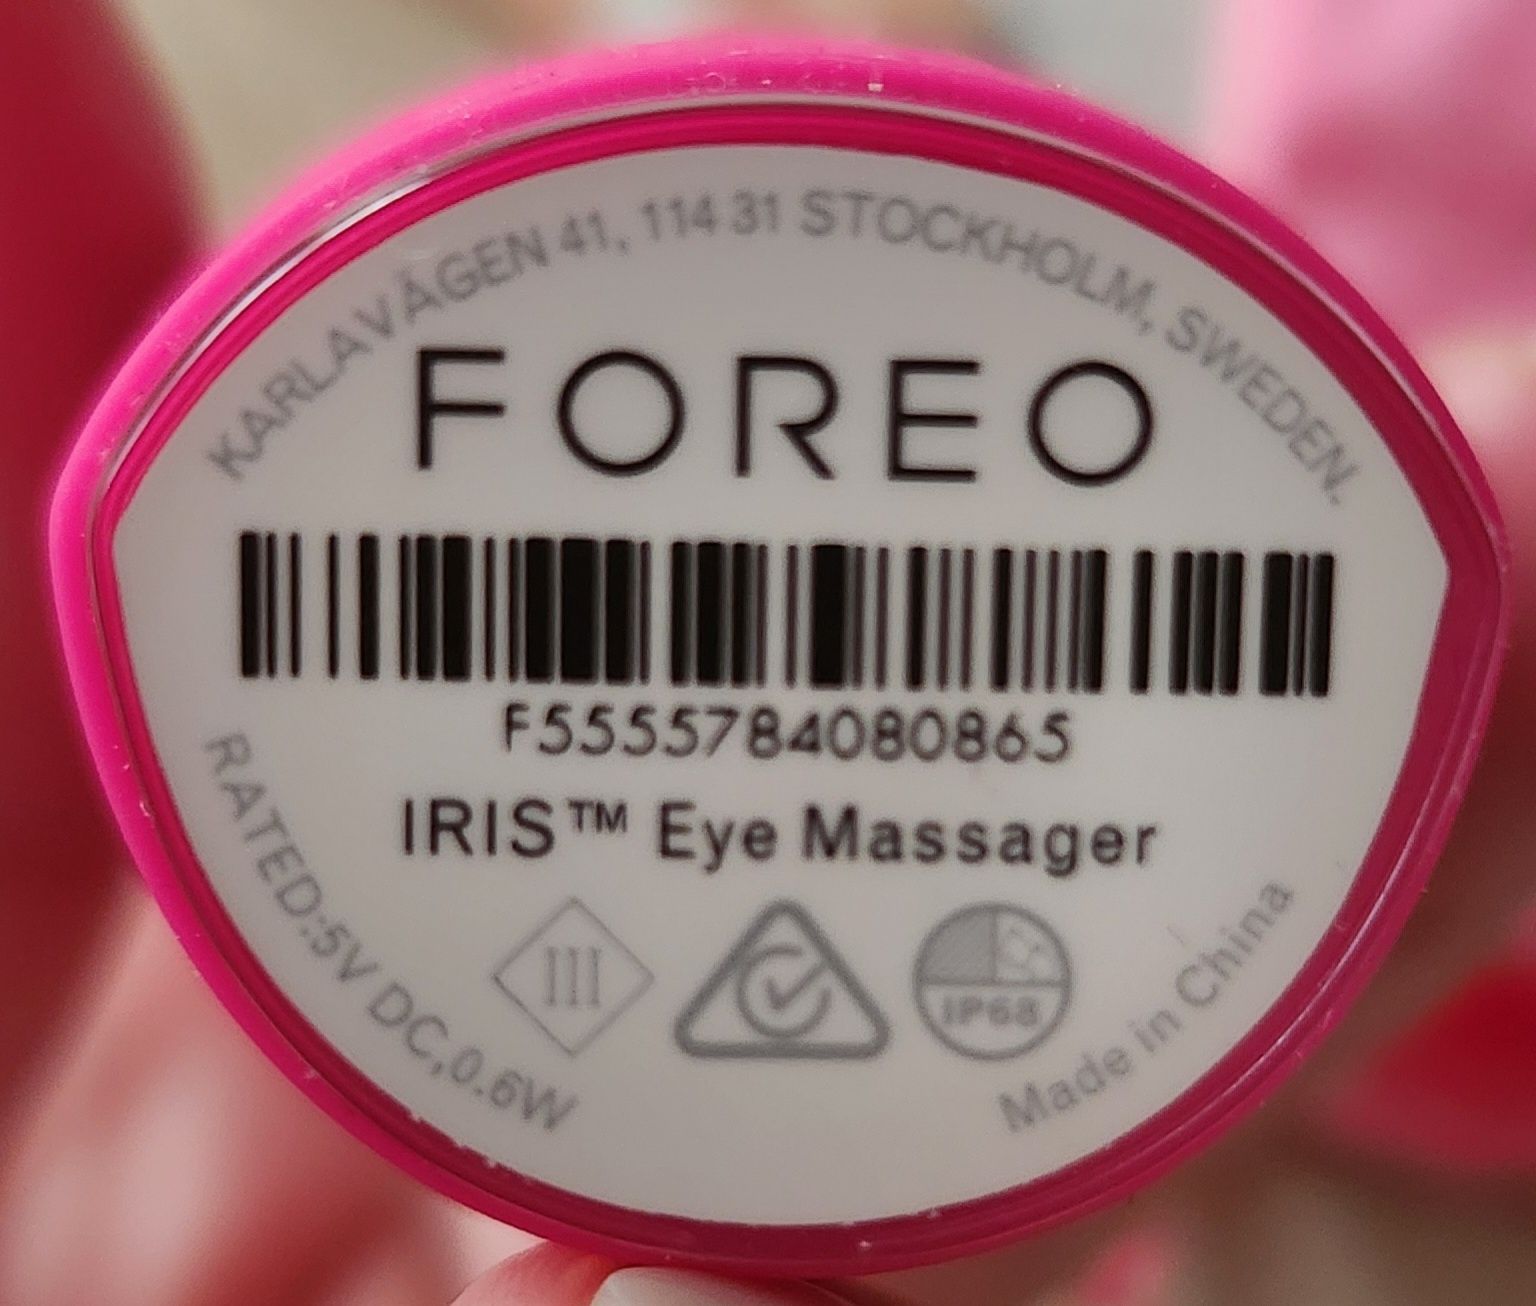 KARLAVÄGEN 41, 114 31 STOCKHOLM, SWEDEN.
FOREO
F5555784080865
IRIS™ Eye Massager
III
IP68
RATED:5V DC,0.6W
Made in China